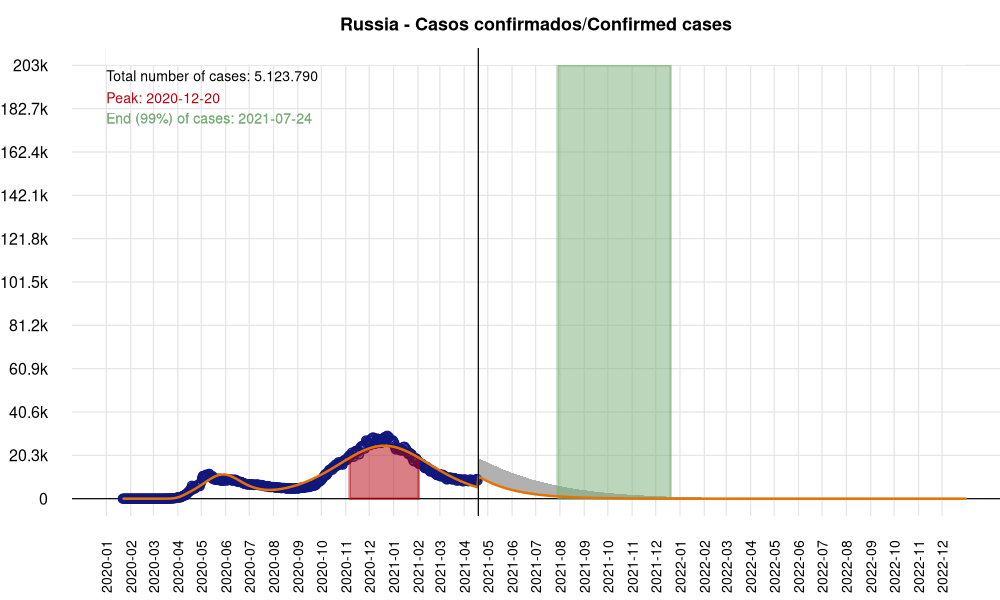 Russia - Casos confirmados/Confirmed cases
Total number of cases: 5.123.790
Peak: 2020-12-20
End (99%) of cases: 2021-07-24
203k
182.7k
162.4k
142.1k
121.8k
101.5k
81.2k
60.9k
40.6k
20.3k
0
2020-01
2020-02
2020-03
2020-04
2020-05
2020-06
2020-07
2020-08
2020-09
2020-10
2020-11
2020-12
2021-01
2021-02
2021-03
2021-04
2021-05
2021-06
2021-07
2021-08
2021-09
2021-10
2021-11
2021-12
2022-01
2022-02
2022-03
2022-04
2022-05
2022-06
2022-07
2022-08
2022-09
2022-10
2022-11
2022-12